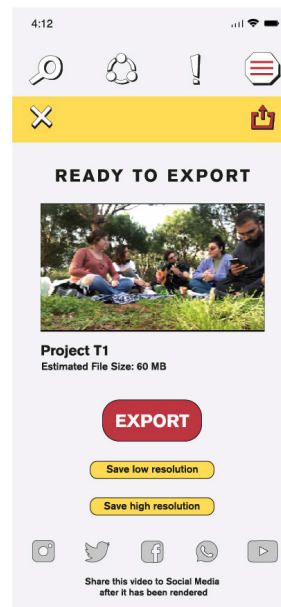 4:12
READY TO EXPORT
Project T1
Estimated File Size: 60 MB
EXPORT
Save low resolution
Save high resolution
Share this video to Social Media
after it has been rendered